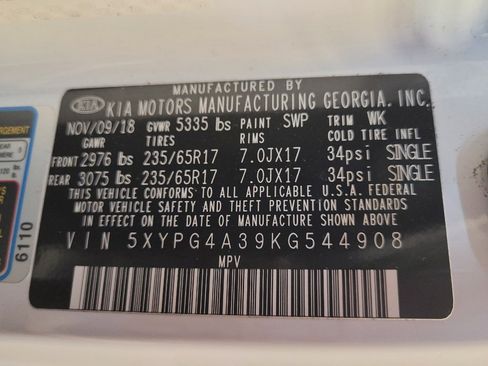 MANUFACTURED BY
KIA KIA MOTORS MANUFACTURING GEORGIA, INC.
NOV/09/18 GVWR 5335 lbs PAINT SWP TRIM WK
GAWR TIRES RIMS COLD TIRE INFL
FRONT 2976 lbs 235/65R17 7.0JX17 34psi SINGLE
REAR 3075 lbs 235/65R17 7.0JX17 34psi SINGLE
THIS VEHICLE CONFORMS TO ALL APPLICABLE U.S.A. FEDERAL
MOTOR VEHICLE SAFETY AND THEFT PREVENTION STANDARDS
IN EFFECT ON THE DATE OF MANUFACTURE SHOWN ABOVE.
VIN 5XYPG4A39KG544908
MPV
6110